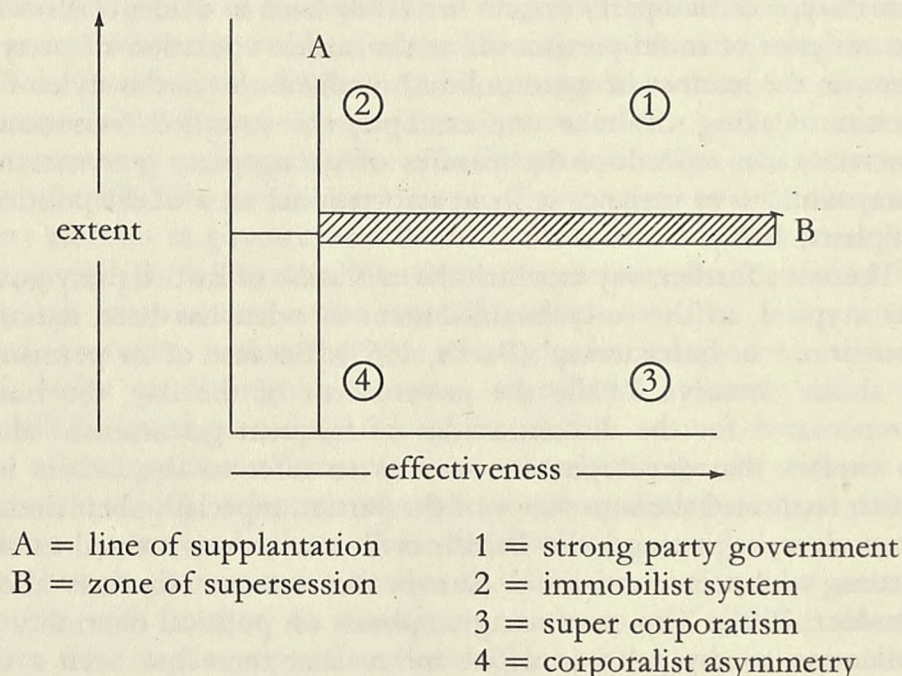 A
② ①
extent
B
④ ③
effectiveness
A = line of supplantation
B = zone of supersession
1 = strong party government
2 = immobilist system
3 = super corporatism
4 = corporalist asymmetry